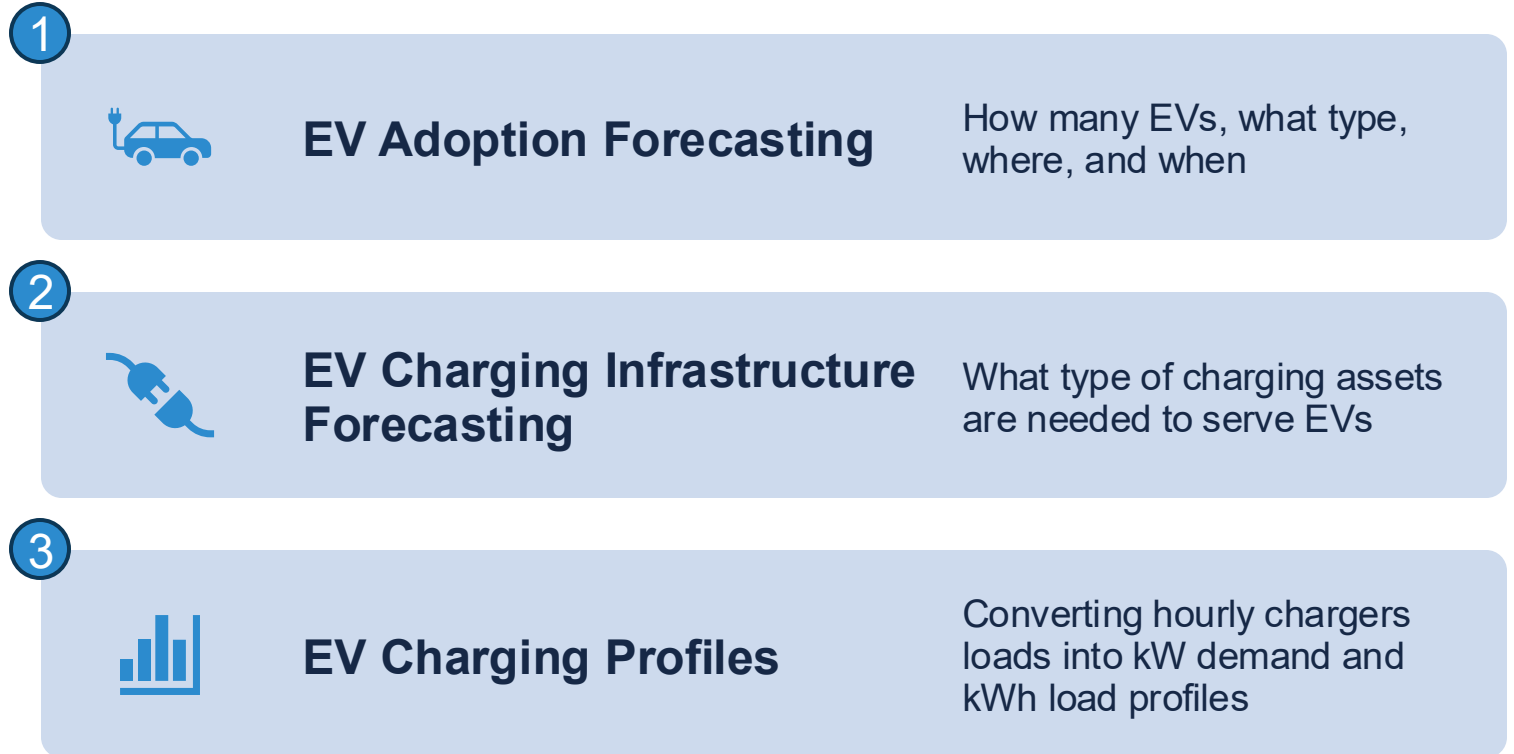 1
EV Adoption Forecasting
How many EVs, what type,
where, and when
2
EV Charging Infrastructure
Forecasting
What type of charging assets
are needed to serve EVs
3
EV Charging Profiles
Converting hourly chargers
loads into kW demand and
kWh load profiles